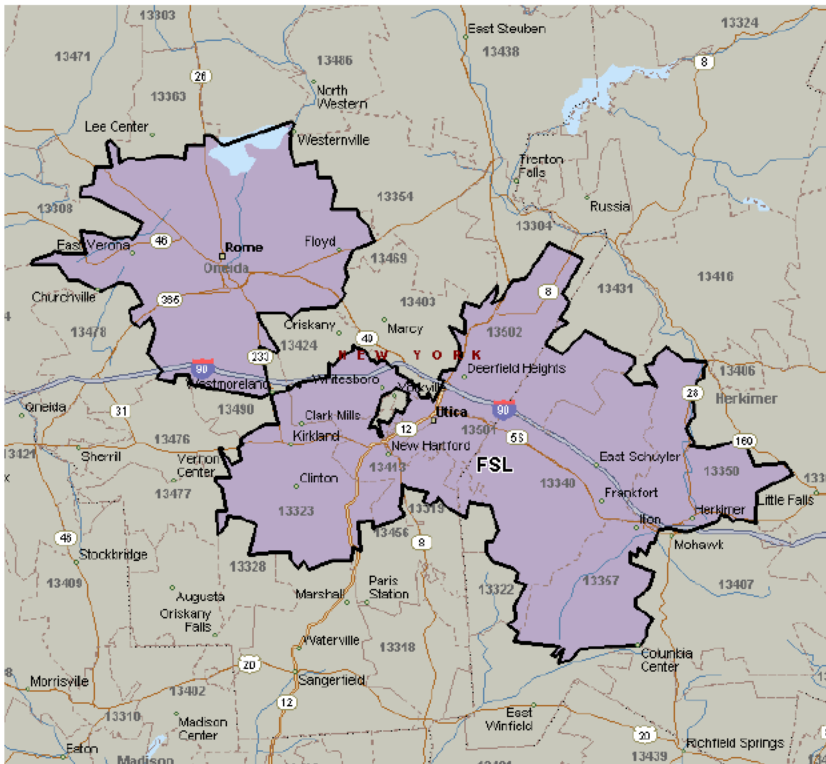 13303
East Steuben
13324
13471
13486
13438
8
26
North
Western
13363
Lee Center
Westernville
Trenton
Falls
Russia
13354
13308
13304
East Verona
46
Rome
Floyd
Oneida
13469
13416
Churchville
365
8
13431
13403
13478
Oriskany
Marcy
13502
13424
49
233
NEW YORK
13406
90
Westmoreland
Whitesboro
Yorkville
Deerfield Heights
28
Herkimer
Oneida
31
13490
Clark Mills
Utica
90
12
13501
13476
Kirkland
5S
160
13421
Sherrill
Vernon
Center
New Hartford
13413
FSL
East Schuyler
13350
13477
Clinton
13340
Frankfort
Little Falls
13323
13319
Ilion
Herkimer
46
13456
Mohawk
Stockbridge
13328
8
13409
13357
13407
Augusta
Marshall
Paris
Station
13322
Oriskany
Falls
Waterville
13318
Columbia
Center
20
Sangerfield
Morrisville
13402
12
13310
Madison
Center
East
Winfield
20
Eaton
Madison
13439
Richfield Springs